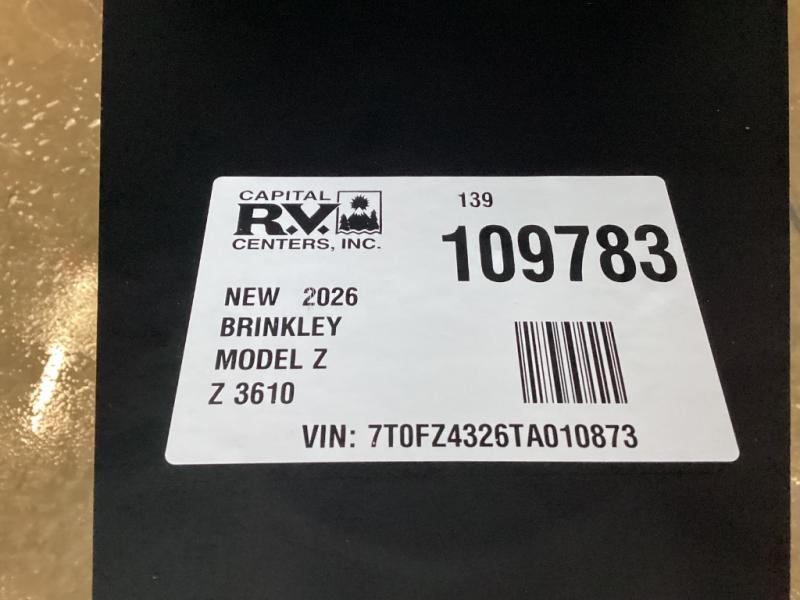 CAPITAL
R.V.
CENTERS, INC.
139
109783
NEW 2026
BRINKLEY
MODEL Z
Z 3610
VIN: 7T0FZ4326TA010873